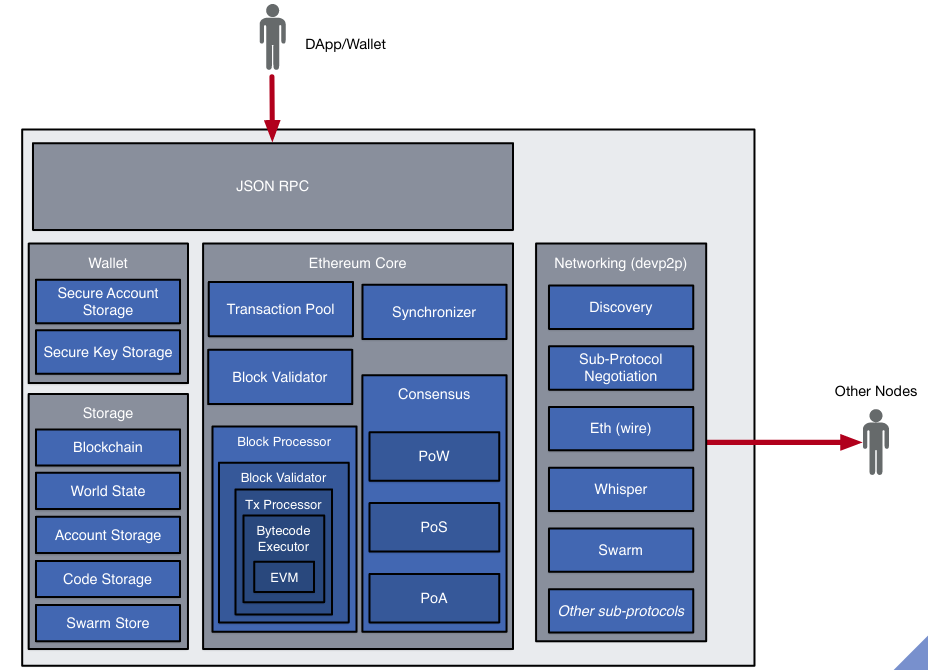 DApp/Wallet
JSON RPC
Wallet
Secure Account
Storage
Secure Key Storage
Storage
Blockchain
World State
Account Storage
Code Storage
Swarm Store
Ethereum Core
Transaction Pool
Synchronizer
Block Validator
Consensus
PoW
PoS
PoA
Block Processor
Block Validator
Tx Processor
Bytecode
Executor
EVM
Networking (devp2p)
Discovery
Sub-Protocol
Negotiation
Eth (wire)
Whisper
Swarm
Other sub-protocols
Other Nodes